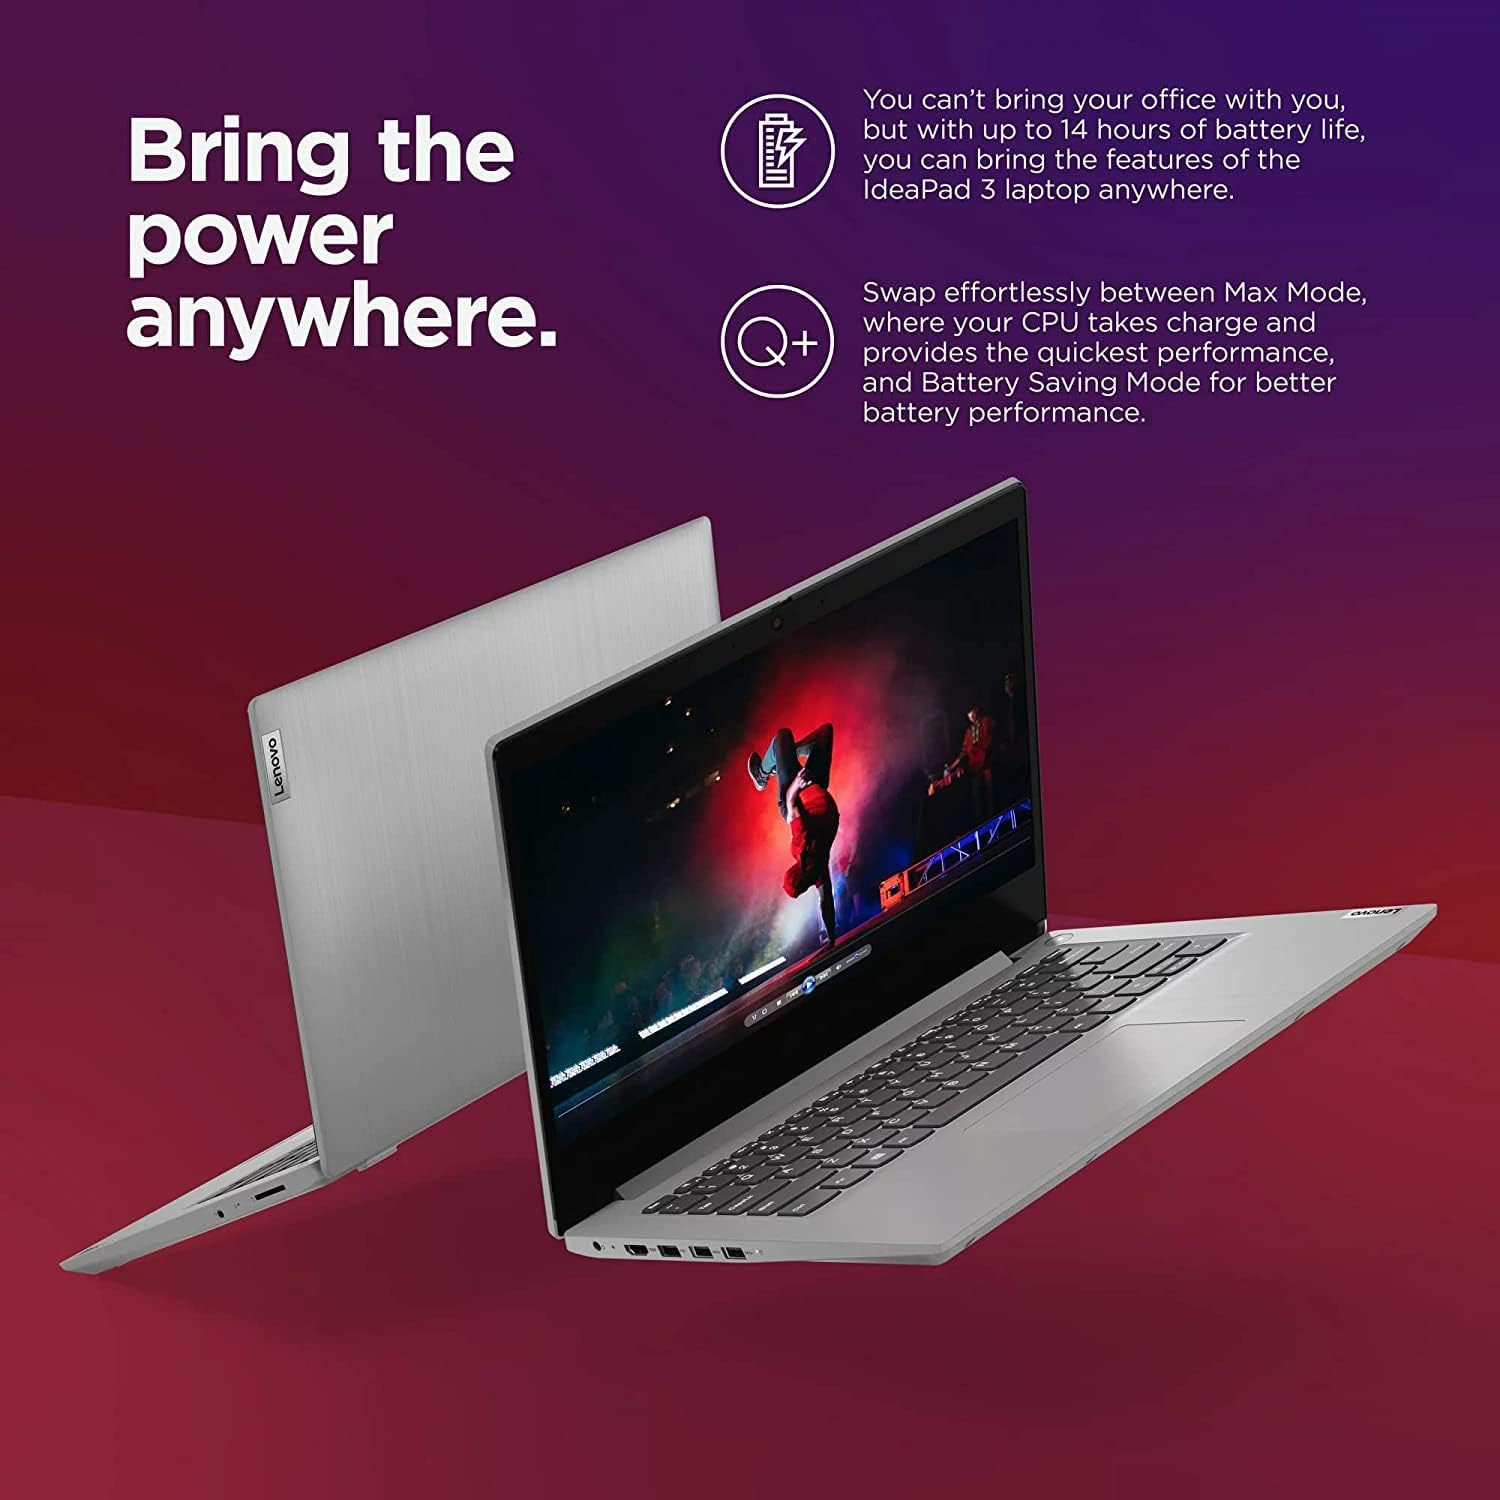 Bring the
power
anywhere.
You can't bring your office with you,
but with up to 14 hours of battery life,
you can bring the features of the
IdeaPad 3 laptop anywhere.
Q+
Swap effortlessly between Max Mode,
where your CPU takes charge and
provides the quickest performance,
and Battery Saving Mode for better
battery performance.
Lenovo
Lenovo